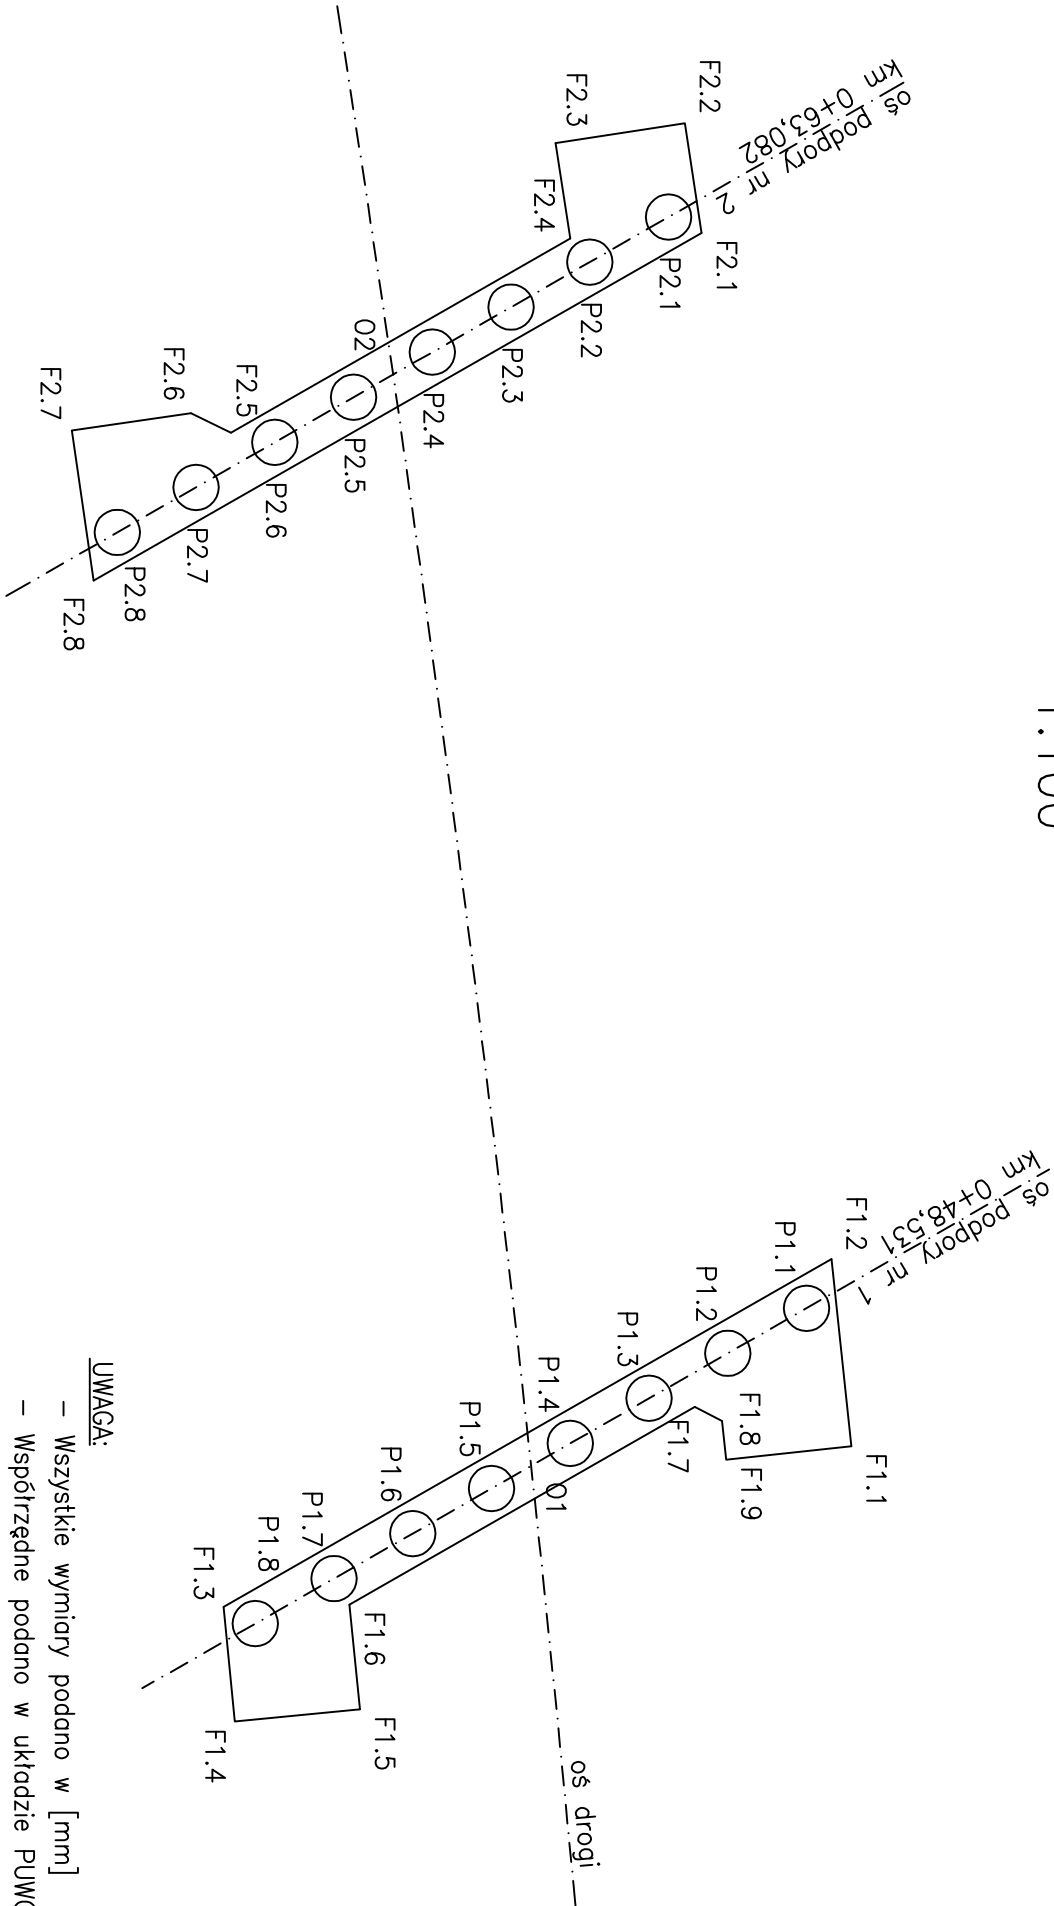 1:100
oś podpory nr 2
km 0+63,082
F2.2
F2.3
F2.4
F2.1
P2.1
P2.2
P2.3
P2.4
O2
P2.5
F2.5
P2.6
F2.6
P2.7
F2.7
P2.8
F2.8
oś podpory nr 1
km 0+48,531
F1.2
P1.1
P1.2
P1.3
P1.4
P1.5
P1.6
P1.7
P1.8
F1.8
F1.7
F1.9
F1.1
O1
F1.3
F1.6
F1.5
F1.4
oś drogi
UWAGA:
– Wszystkie wymiary podano w [mm]
– Współrzędne podano w układzie